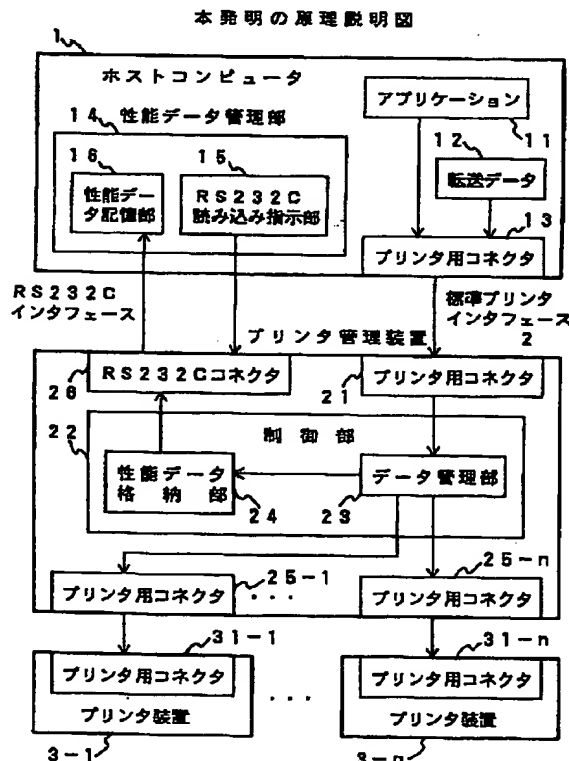 本発明の原理説明図
1
ホストコンピュータ
14 性能データ管理部
アプリケーション
11
16
15
12
性能デー
タ記憶部
RS232C
読み込み指示部
転送データ
13
プリンタ用コネクタ
RS232C
インタフェース
標準プリンタ
インタフェース
2
プリンタ管理装置
26
RS232Cコネクタ
21
プリンタ用コネクタ
22
制御部
性能データ
格納部
24
データ管理部
23
25-1
25-n
プリンタ用コネクタ
...
プリンタ用コネクタ
31-1
31-n
プリンタ用コネクタ
プリンタ用コネクタ
...
プリンタ装置
プリンタ装置
3-1
3-n